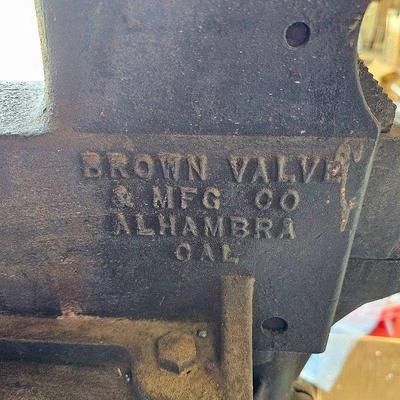 BROWN VALVE
& MFG CO
ALHAMBRA
CAL